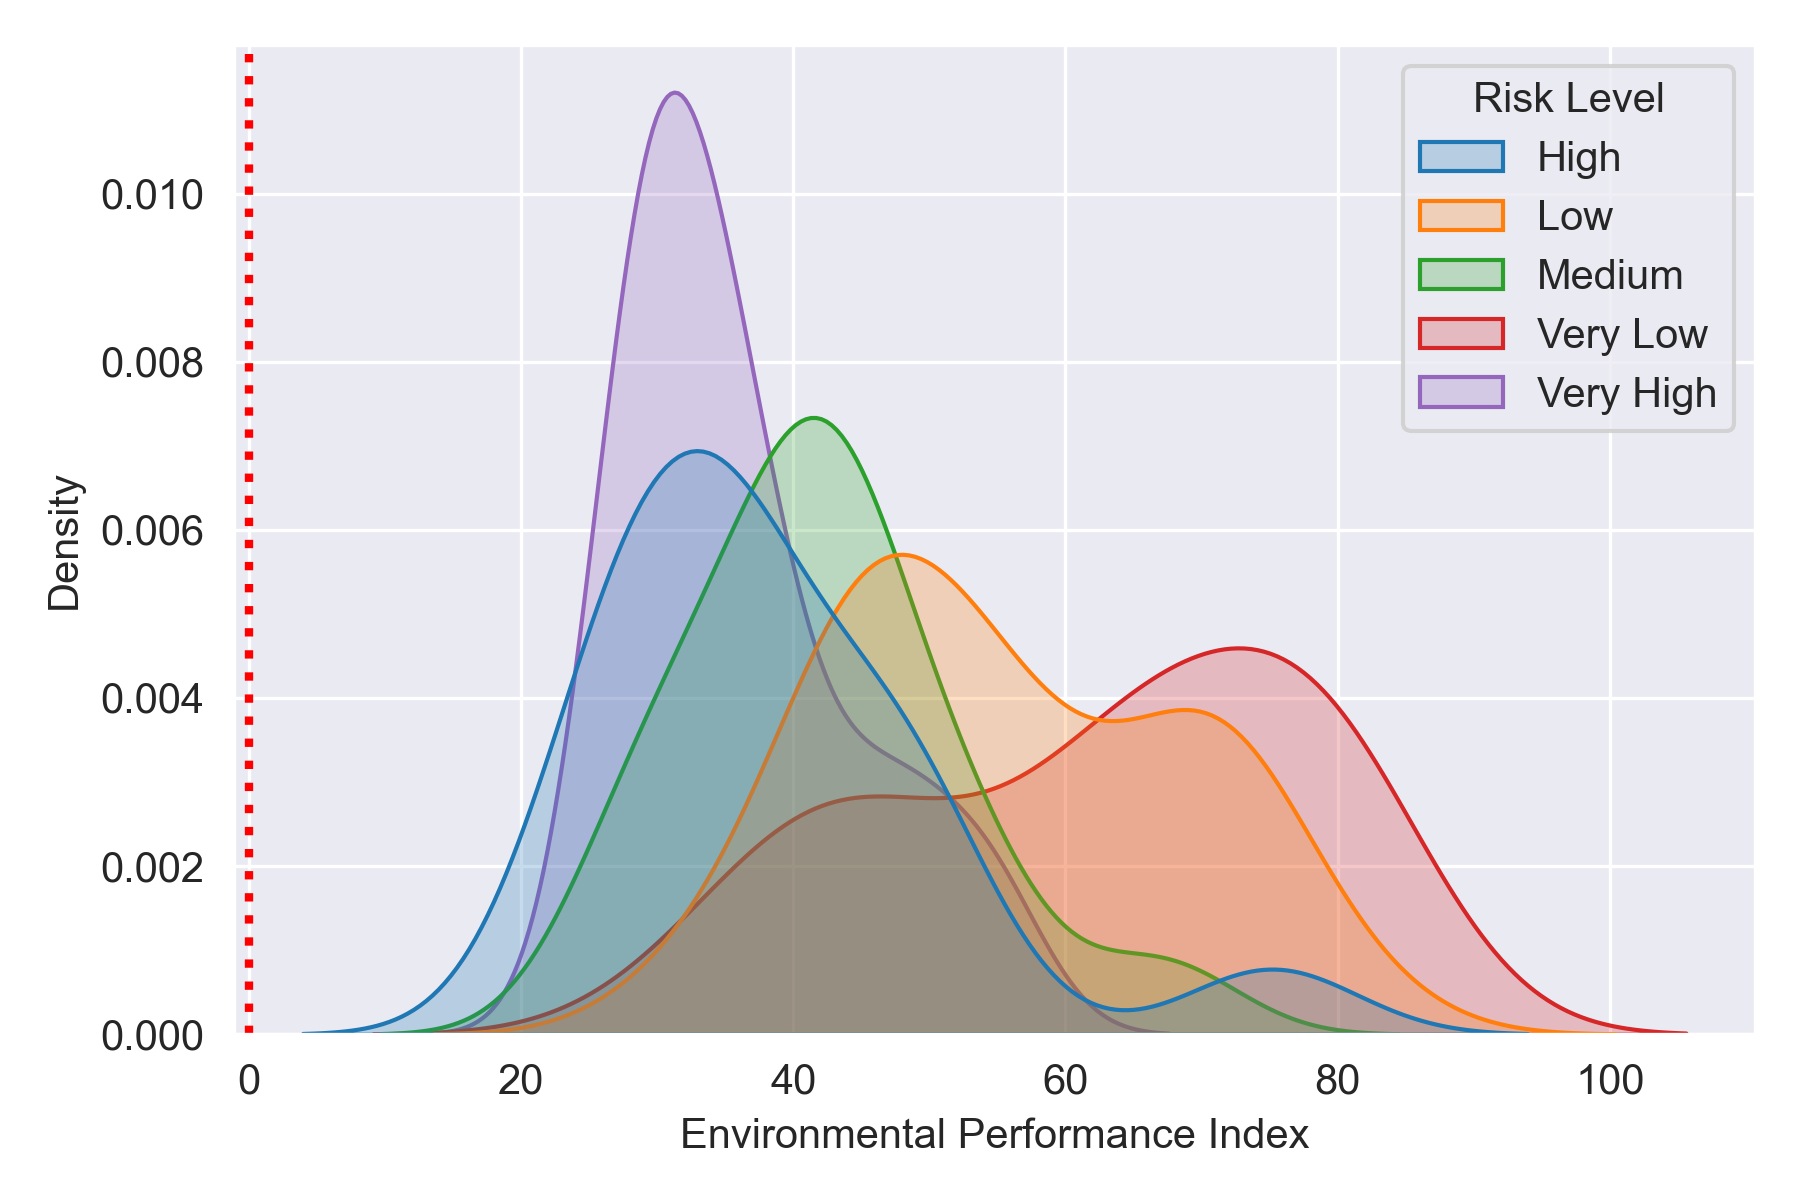 Risk Level
High
Low
Medium
Very Low
Very High
Density
0.010
0.008
0.006
0.004
0.002
0.000
0 20 40 60 80 100
Environmental Performance Index